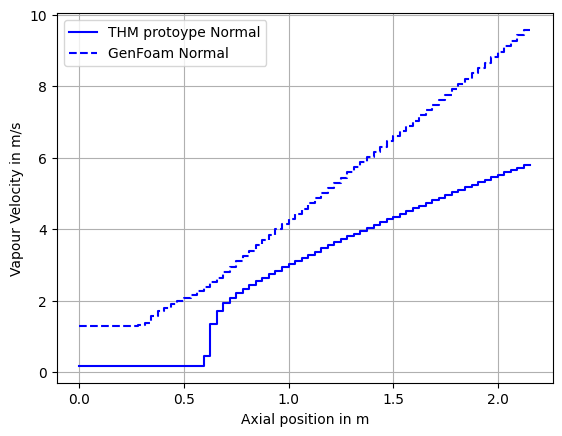 THM protoype Normal
GenFoam Normal
Vapour Velocity in m/s
10
8
6
4
2
0
0.0 0.5 1.0 1.5 2.0
Axial position in m